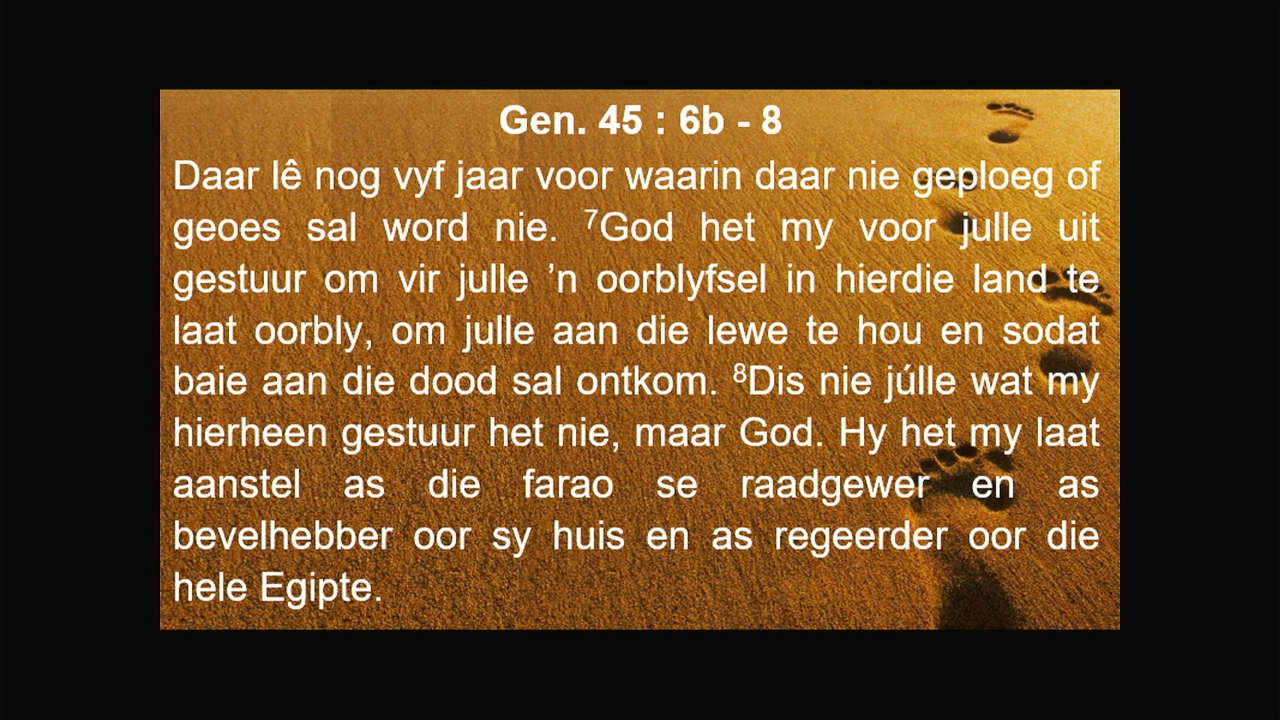 Gen. 45 : 6b - 8
Daar lê nog vyf jaar voor waarin daar nie geploeg of
geoes sal word nie. ⁷God het my voor julle uit
gestuur om vir julle ’n oorblyfsel in hierdie land te
laat oorbly, om julle aan die lewe te hou en sodat
baie aan die dood sal ontkom. ⁸Dis nie júlle wat my
hierheen gestuur het nie, maar God. Hy het my laat
aanstel as die farao se raadgewer en as
bevelhebber oor sy huis en as regeerder oor die
hele Egipte.